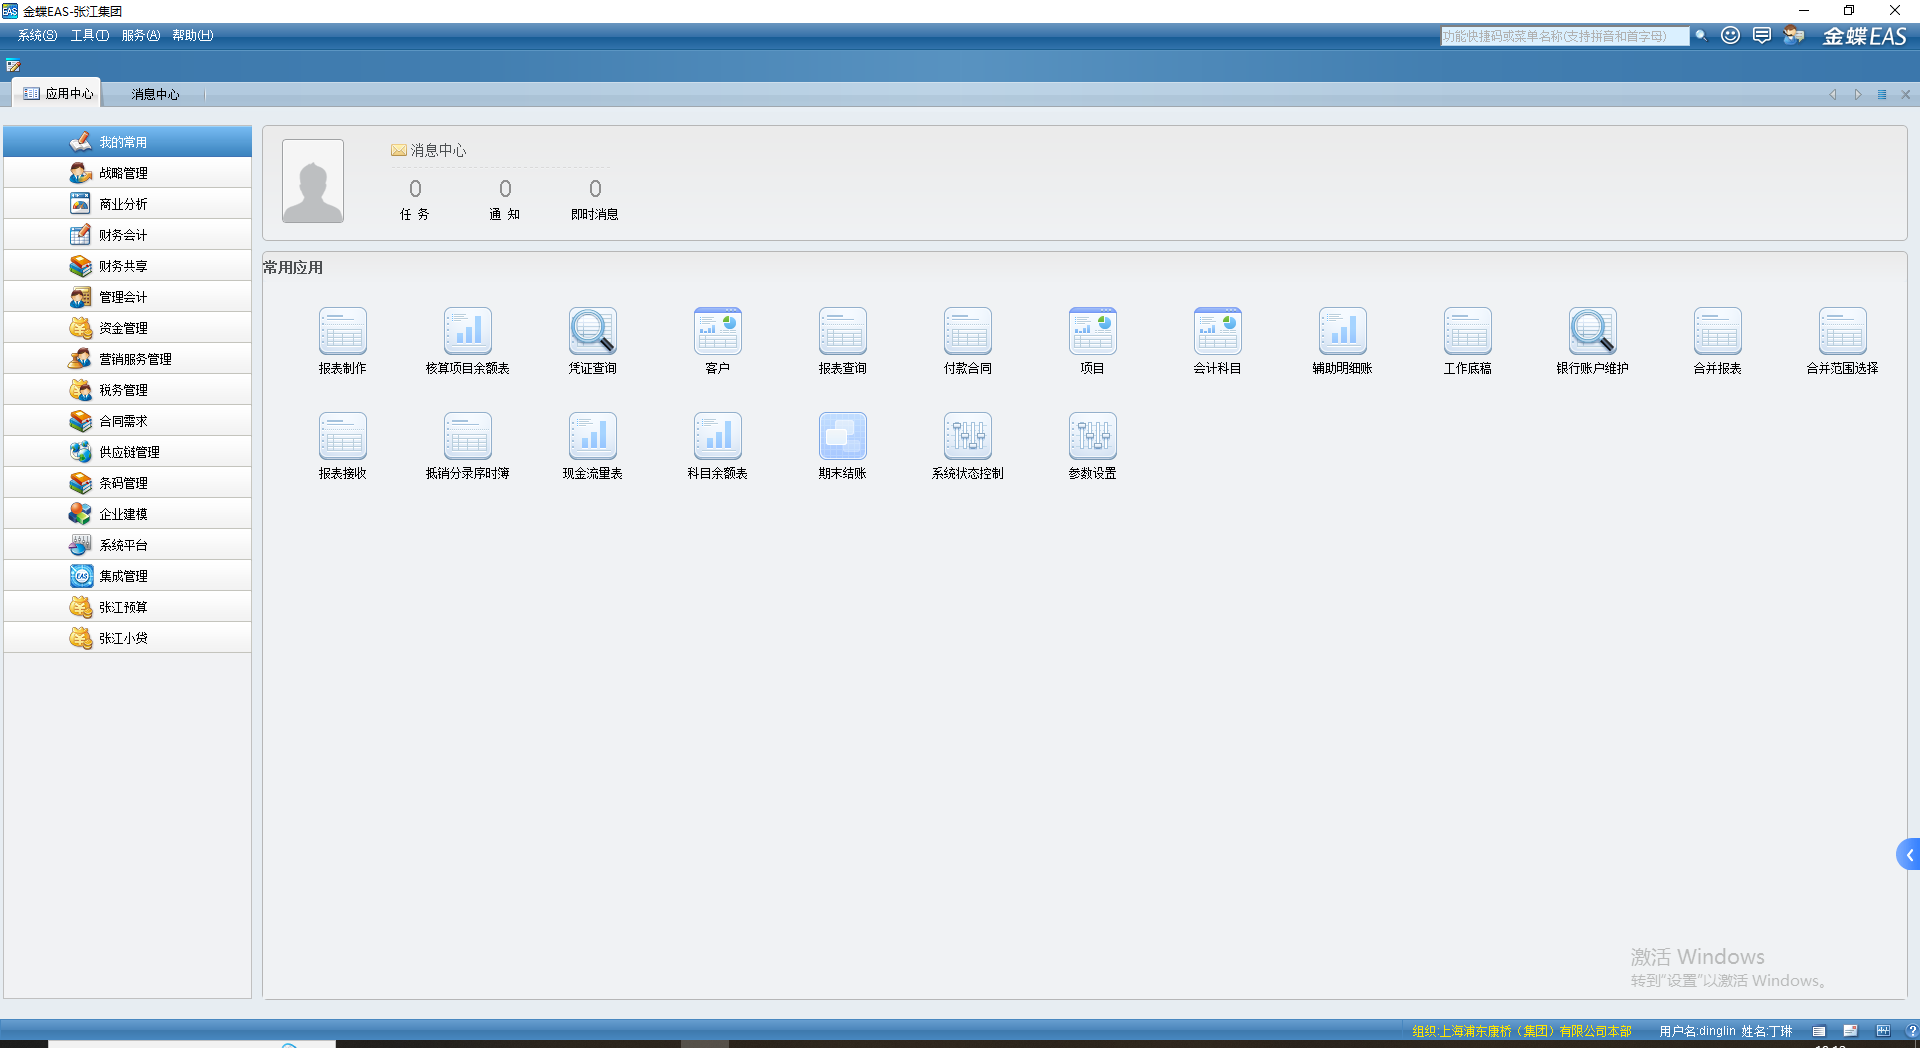 金蝶EAS-张江集团
系统(S) 工具(T) 服务(A) 帮助(H)
功能快捷码或菜单名称(支持拼音和首字母)
金蝶EAS
应用中心 消息中心
我的常用
战略管理
商业分析
财务会计
财务共享
管理会计
资金管理
营销服务管理
税务管理
合同需求
供应链管理
条码管理
企业建模
系统平台
集成管理
张江预算
张江小贷
消息中心
0 0 0
任 务 通 知 即时消息
常用应用
报表制作 核算项目余额表 凭证查询 客户 报表查询 付款合同 项目 会计科目 辅助明细账 工作底稿 银行账户维护 合并报表 合并范围选择
报表接收 抵销分录序时簿 现金流量表 科目余额表 期末结账 系统状态控制 参数设置
激活 Windows
转到"设置"以激活 Windows。
组织:上海浦东康桥（集团）有限公司本部 用户名:dinglin 姓名:丁琳